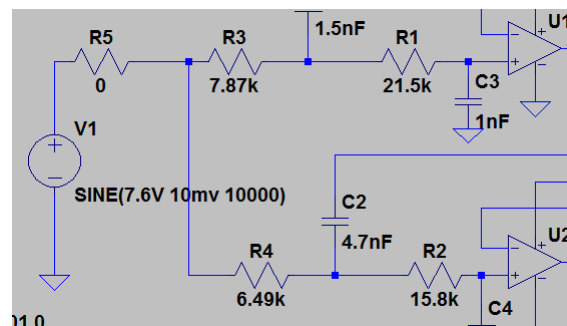 U1
1.5nF
R5
R3
R1
0
7.87k
21.5k
C3
1nF
V1
SINE(7.6V 10mv 10000)
C2
4.7nF
U2
R4
R2
6.49k
15.8k
C4